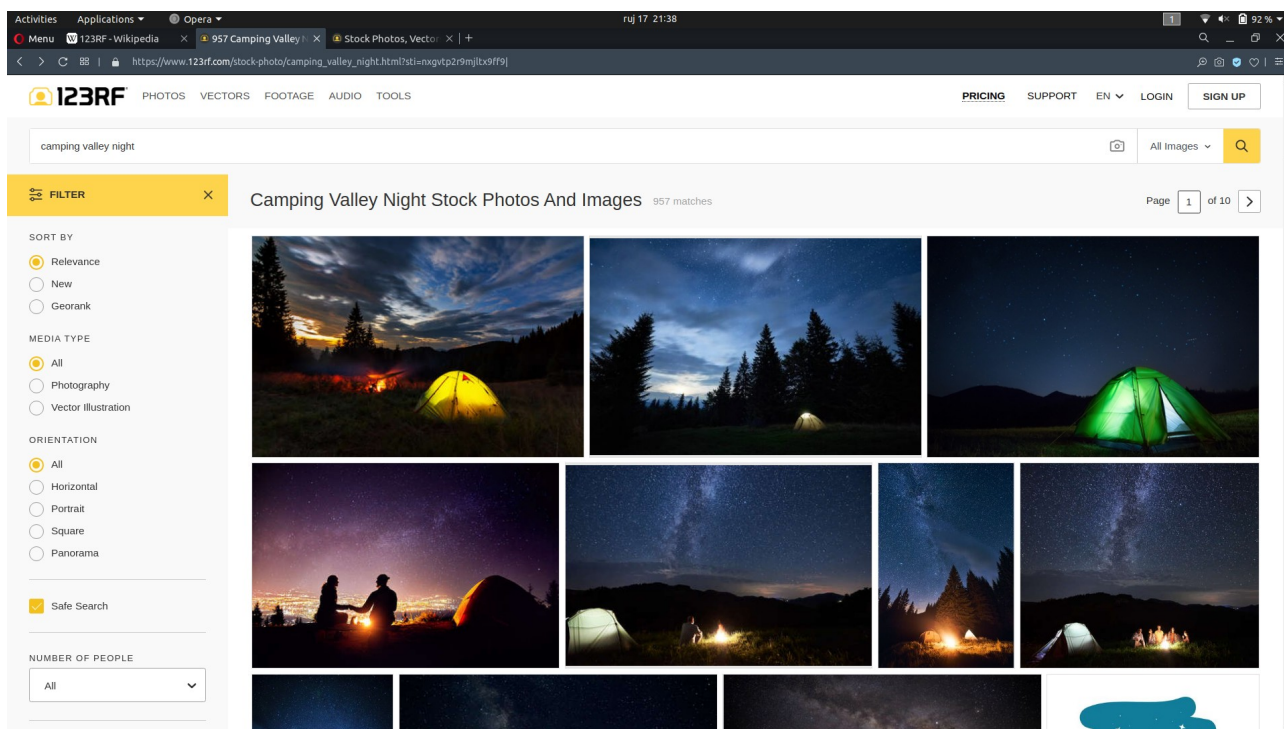 Activities Applications Opera ruj 17 21:38 1 92 %
Menu 123RF - Wikipedia 957 Camping Valley N Stock Photos, Vector
https://www.123rf.com/stock-photo/camping_valley_night.html?sti=nxgvtp2r9mjltx9ff9|
123RF PHOTOS VECTORS FOOTAGE AUDIO TOOLS PRICING SUPPORT EN LOGIN SIGN UP
camping valley night All Images
FILTER
Camping Valley Night Stock Photos And Images 957 matches Page 1 of 10
SORT BY
Relevance
New
Georank
MEDIA TYPE
All
Photography
Vector Illustration
ORIENTATION
All
Horizontal
Portrait
Square
Panorama
Safe Search
NUMBER OF PEOPLE
All